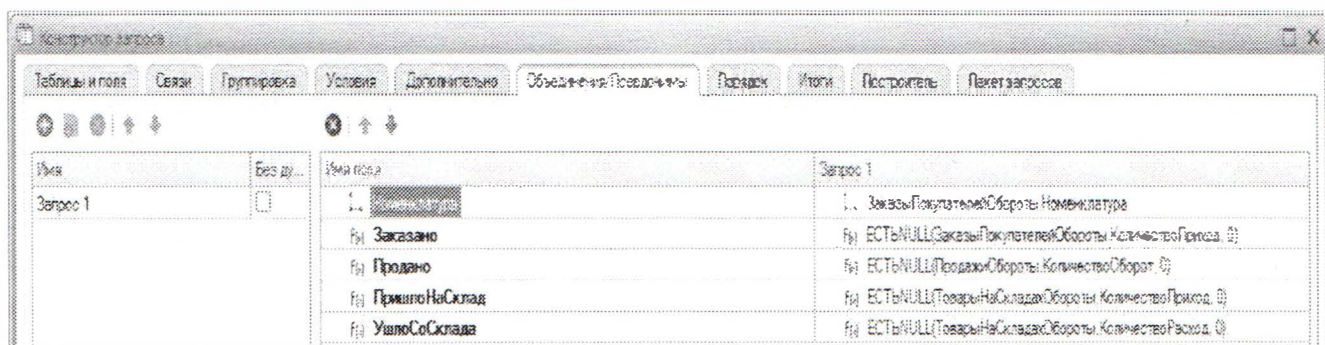 Конструктор запроса
Таблицы и поля Связи Группировка Условия Дополнительно Объединения/Псевдонимы Порядок Итоги Построитель Пакет запросов
Имя Без ду... Имя поля Запрос 1
Запрос 1 ЗаказыПокупателейОбороты.Номенклатура
Заказано ЕСТЬNULL(ЗаказыПокупателейОбороты.КоличествоПриход, 0)
Продано ЕСТЬNULL(ПродажиОбороты.КоличествоОборот, 0)
ПришлоНаСклад ЕСТЬNULL(ТоварыНаСкладахОбороты.КоличествоПриход, 0)
УшлоСоСклада ЕСТЬNULL(ТоварыНаСкладахОбороты.КоличествоРасход, 0)